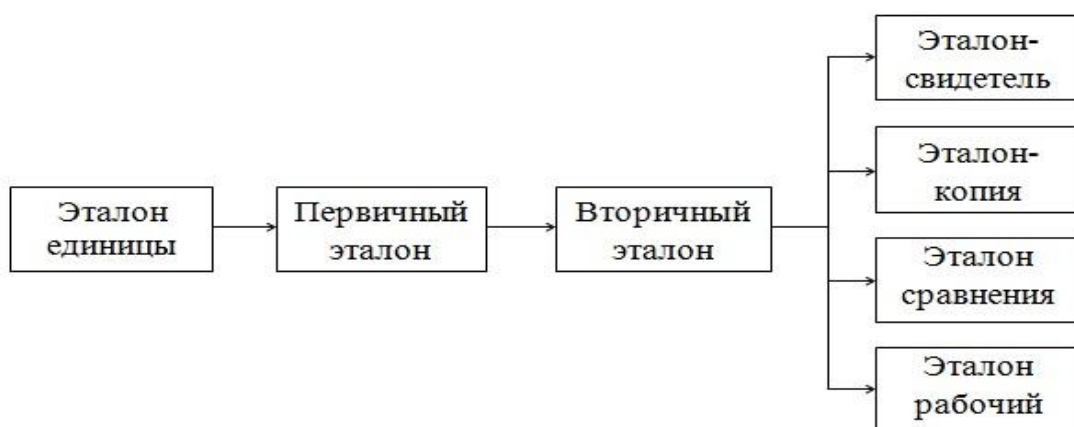 Эталон
единицы
Первичный
эталон
Вторичный
эталон
Эталон-
свидетель
Эталон-
копия
Эталон
сравнения
Эталон
рабочий